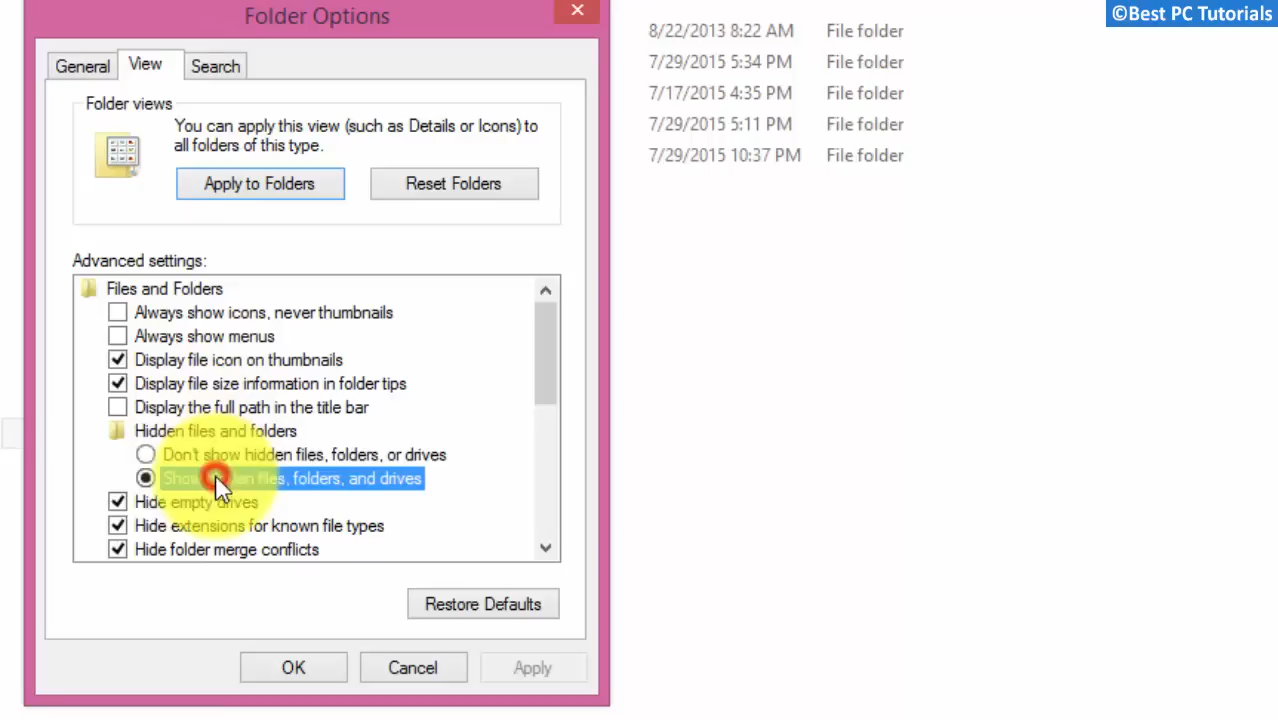 Folder Options
©Best PC Tutorials
8/22/2013 8:22 AM File folder
7/29/2015 5:34 PM File folder
7/17/2015 4:35 PM File folder
7/29/2015 5:11 PM File folder
7/29/2015 10:37 PM File folder
General View Search
Folder views
You can apply this view (such as Details or Icons) to
all folders of this type.
Apply to Folders Reset Folders
Advanced settings:
Files and Folders
Always show icons, never thumbnails
Always show menus
Display file icon on thumbnails
Display file size information in folder tips
Display the full path in the title bar
Hidden files and folders
Don't show hidden files, folders, or drives
Show hidden files, folders, and drives
Hide empty drives
Hide extensions for known file types
Hide folder merge conflicts
Restore Defaults
OK Cancel Apply